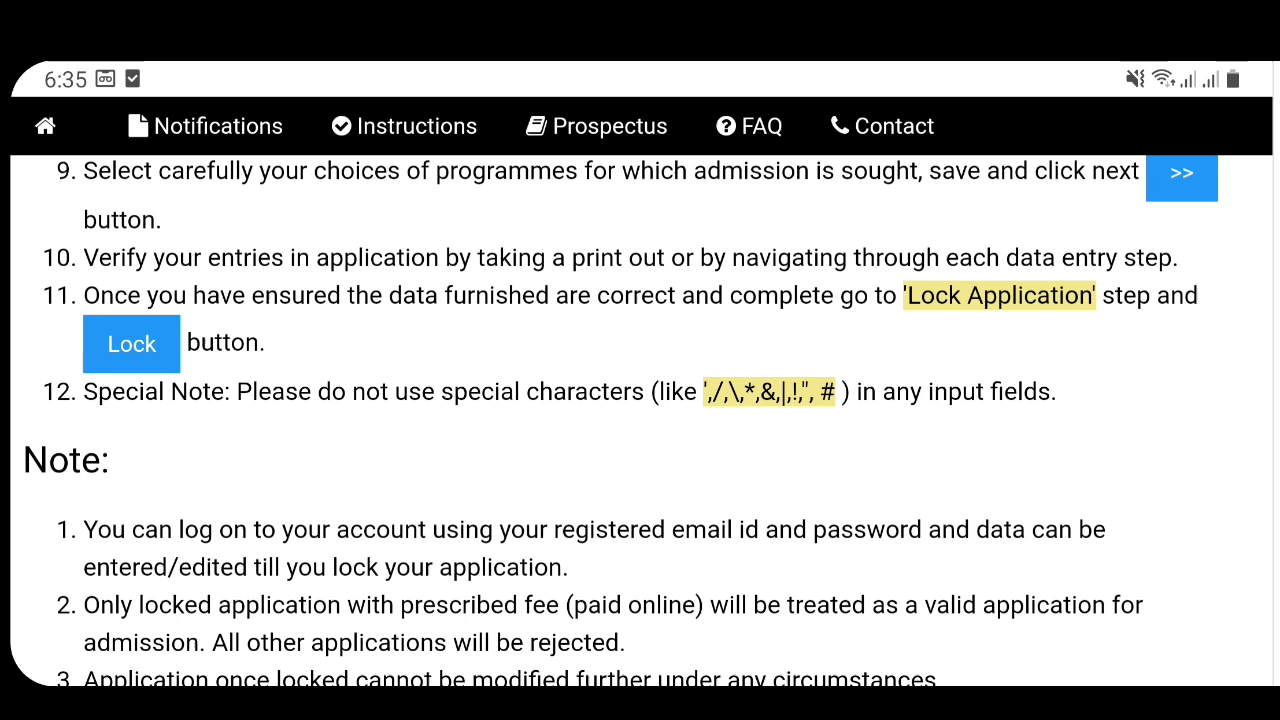 6:35
Notifications Instructions Prospectus FAQ Contact
9. Select carefully your choices of programmes for which admission is sought, save and click next >>
button.
10. Verify your entries in application by taking a print out or by navigating through each data entry step.
11. Once you have ensured the data furnished are correct and complete go to 'Lock Application' step and
Lock button.
12. Special Note: Please do not use special characters (like ',/,\,*,&,|,!,", # ) in any input fields.
Note:
1. You can log on to your account using your registered email id and password and data can be
entered/edited till you lock your application.
2. Only locked application with prescribed fee (paid online) will be treated as a valid application for
admission. All other applications will be rejected.
3. Application once locked cannot be modified further under any circumstances